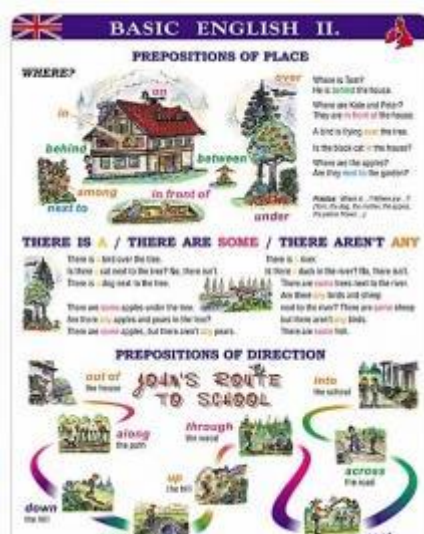 BASIC ENGLISH II.
PREPOSITIONS OF PLACE
WHERE?
on
in
behind
among
next to
in front of
between
over
under
Where is Tom?
He is behind the house.
Where are Kate and Peter?
They are in front of the house.
A bird is flying over the tree.
Is the black cat in the house?
Where are the apples?
Are they next to the garden?
THERE IS A / THERE ARE SOME / THERE AREN'T ANY
There is bird over the tree.
Is there cat next to the tree? No, there isn't.
There is dog next to the tree.
There are some apples under the tree.
Are there any apples and pears in the tree?
There are some apples, but there aren't any pears.
There is river.
Is there ducks in the river? No, there isn't.
There are some trees next to the river.
Are there any birds and sheep
next to the river? There are some sheep
but there aren't any birds.
There are some fish.
PREPOSITIONS OF DIRECTION
JOHN'S ROUTE
TO SCHOOL
out of
the house
along
the path
down
the hill
up
the hill
through
the wood
into
the school
across
the road